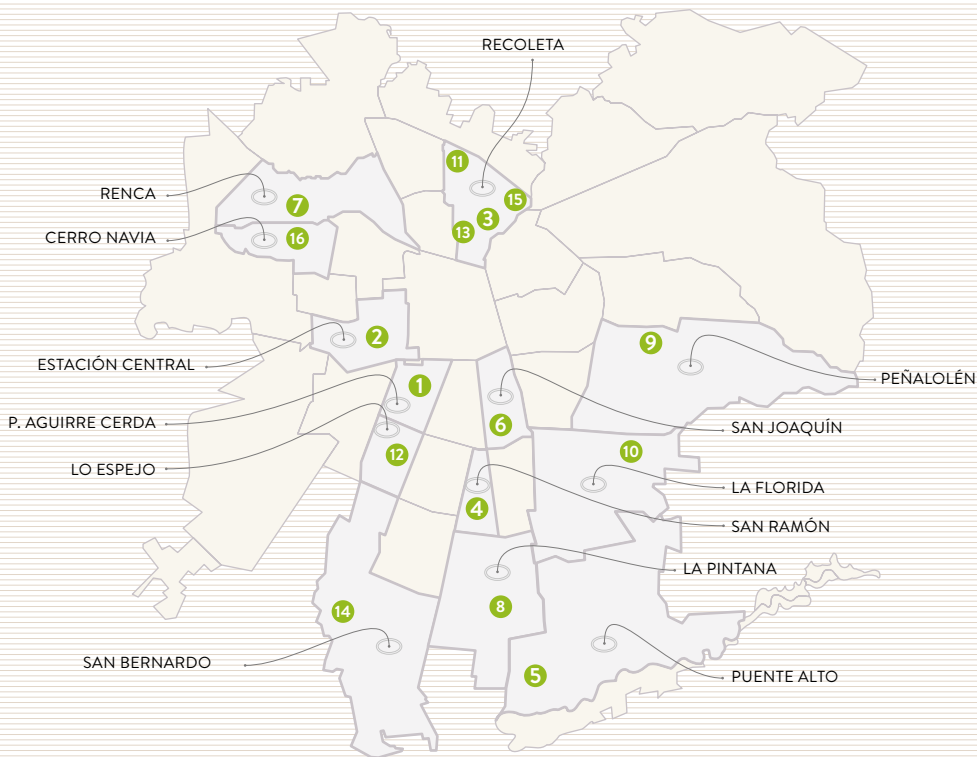 RECOLETA
11
RENCA
15
7
3
13
CERRO NAVIA
16
2
9
ESTACIÓN CENTRAL
PEÑALOLÉN
1
P. AGUIRRE CERDA
6
SAN JOAQUÍN
10
12
LO ESPEJO
LA FLORIDA
4
SAN RAMÓN
LA PINTANA
8
14
SAN BERNARDO
5
PUENTE ALTO